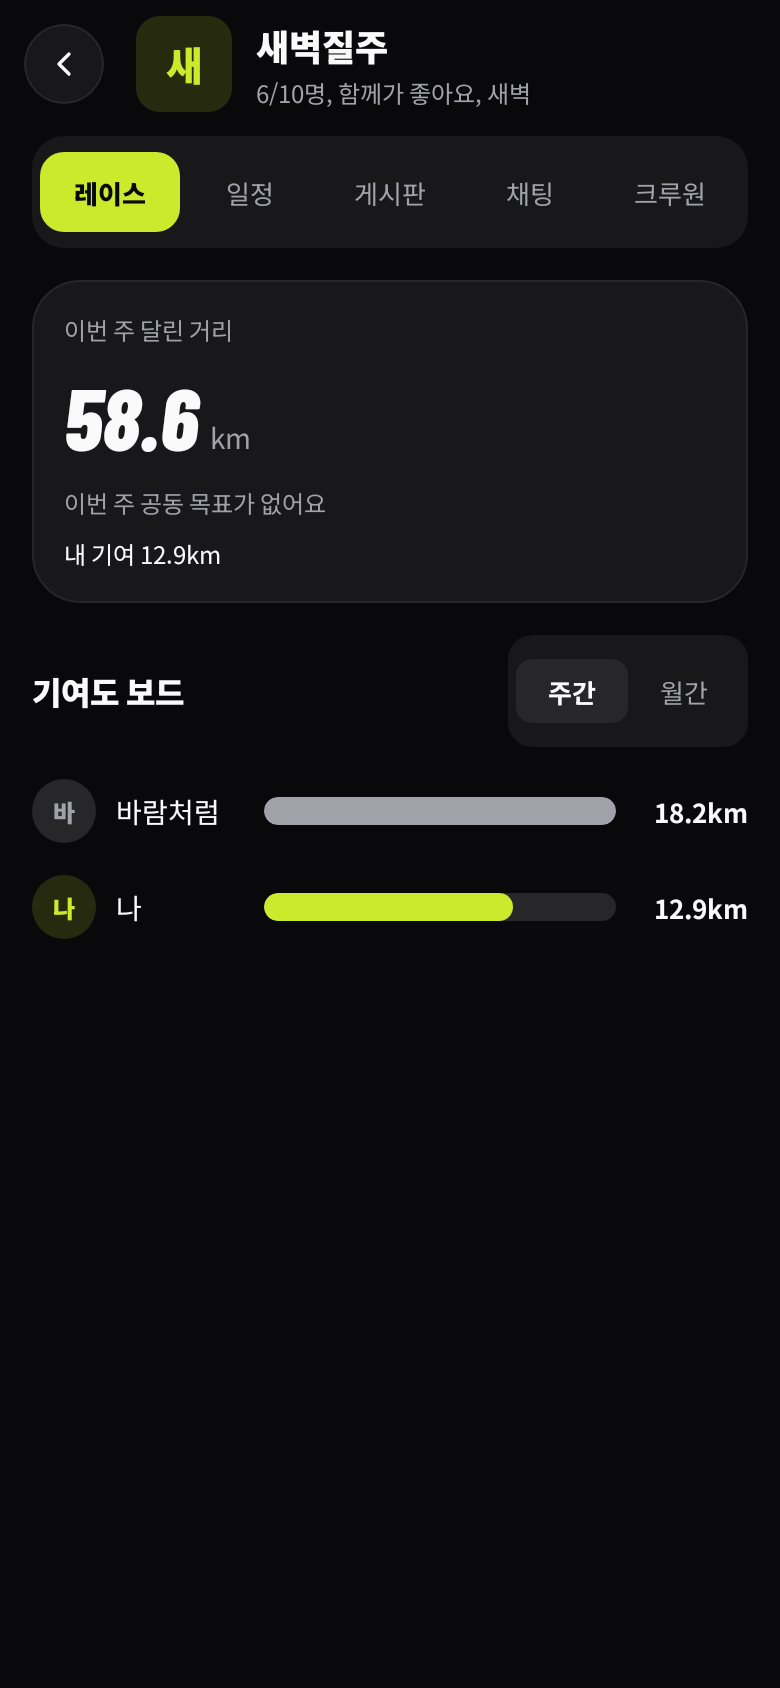 새
새벽질주
6/10명, 함께가 좋아요, 새벽
레이스 일정 게시판 채팅 크루원
이번 주 달린 거리
58.6 km
이번 주 공동 목표가 없어요
내 기여 12.9km
기여도 보드
주간 월간
바 바람처럼 18.2km
나 나 12.9km